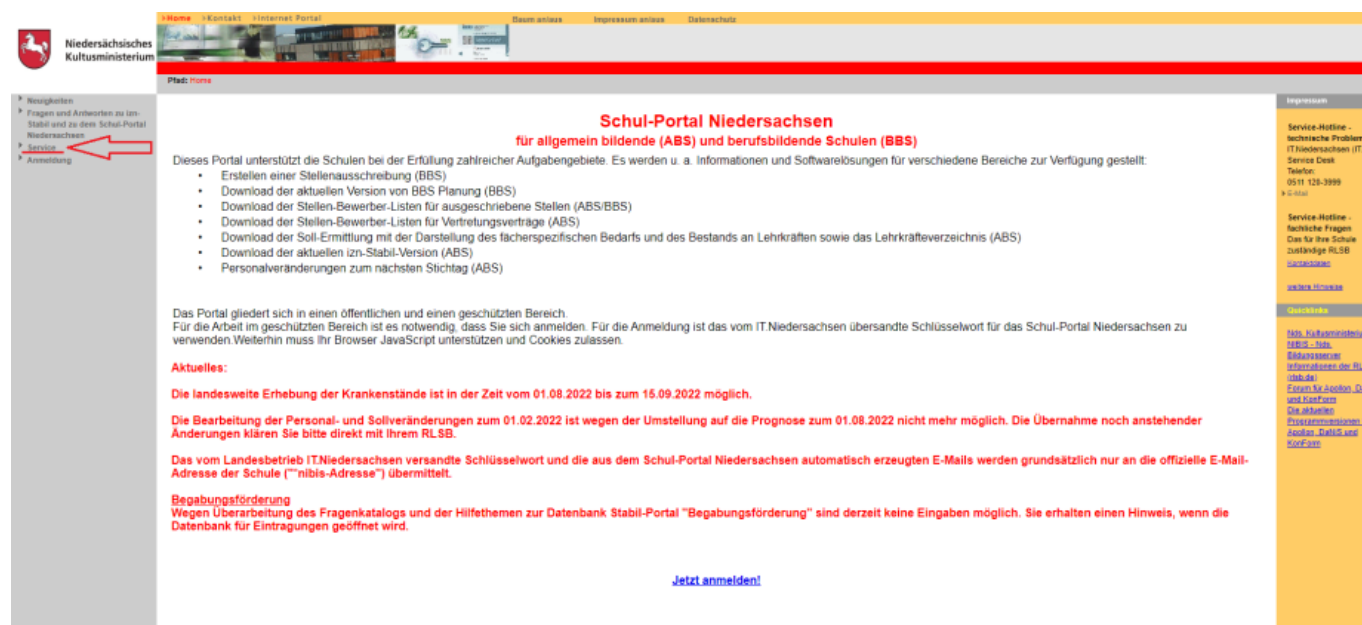 Home Kontakt Internet Portal Baum an/aus Impressum an/aus Datenschutz
Niedersächsisches
Kultusministerium
Pfad: Home
Neuigkeiten
Fragen und Antworten zu izn-
Stabil und zu dem Schul-Portal
Niedersachsen
Service
Anmeldung
Schul-Portal Niedersachsen
für allgemein bildende (ABS) und berufsbildende Schulen (BBS)
Dieses Portal unterstützt die Schulen bei der Erfüllung zahlreicher Aufgabengebiete. Es werden u. a. Informationen und Softwarelösungen für verschiedene Bereiche zur Verfügung gestellt:
• Erstellen einer Stellenausschreibung (BBS)
• Download der aktuellen Version von BBS Planung (BBS)
• Download der Stellen-Bewerber-Listen für ausgeschriebene Stellen (ABS/BBS)
• Download der Stellen-Bewerber-Listen für Vertretungsverträge (ABS)
• Download der Soll-Ermittlung mit der Darstellung des fächerspezifischen Bedarfs und des Bestands an Lehrkräften sowie das Lehrkräfteverzeichnis (ABS)
• Download der aktuellen izn-Stabil-Version (ABS)
• Personalveränderungen zum nächsten Stichtag (ABS)
Das Portal gliedert sich in einen öffentlichen und einen geschützten Bereich.
Für die Arbeit im geschützten Bereich ist es notwendig, dass Sie sich anmelden. Für die Anmeldung ist das vom IT.Niedersachsen übersandte Schlüsselwort für das Schul-Portal Niedersachsen zu
verwenden.Weiterhin muss Ihr Browser JavaScript unterstützen und Cookies zulassen.
Aktuelles:
Die landesweite Erhebung der Krankenstände ist in der Zeit vom 01.08.2022 bis zum 15.09.2022 möglich.
Die Bearbeitung der Personal- und Sollveränderungen zum 01.02.2022 ist wegen der Umstellung auf die Prognose zum 01.08.2022 nicht mehr möglich. Die Übernahme noch anstehender
Änderungen klären Sie bitte direkt mit Ihrem RLSB.
Das vom Landesbetrieb IT.Niedersachsen versandte Schlüsselwort und die aus dem Schul-Portal Niedersachsen automatisch erzeugten E-Mails werden grundsätzlich nur an die offizielle E-Mail-
Adresse der Schule (""nibis-Adresse") übermittelt.
Begabungsförderung
Wegen Überarbeitung des Fragenkatalogs und der Hilfethemen zur Datenbank Stabil-Portal "Begabungsförderung" sind derzeit keine Eingaben möglich. Sie erhalten einen Hinweis, wenn die
Datenbank für Eintragungen geöffnet wird.
Jetzt anmelden!
Impressum
Service-Hotline -
technische Problem
IT.Niedersachsen (IT
Service Desk
Telefon:
0511 120-3999
E-Mail
Service-Hotline -
fachliche Fragen
Das für Ihre Schule
zuständige RLSB
Kontaktdaten
weitere Hinweise
Quicklinks
Nds. Kultusministeriu
NIBIS - Nds.
Bildungsserver
Informationen der RL
(rlsb.de)
Forum für Apollon, Da
und KonForm
Die aktuellen
Programmversionen
Apollon, DaNiS und
KonForm